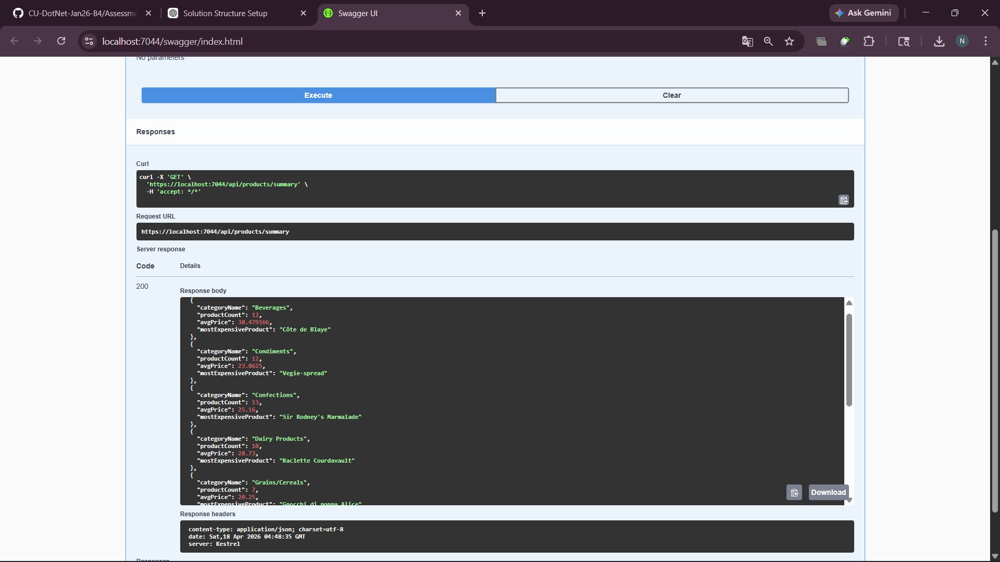 CU-DotNet-Jan26-B4/Assessme
Solution Structure Setup
Swagger UI
Ask Gemini
localhost:7044/swagger/index.html
N
No parameters
Execute
Clear
Responses
Curl
curl -X 'GET' \
'https://localhost:7044/api/products/summary' \
-H 'accept: */*'
Request URL
https://localhost:7044/api/products/summary
Server response
Code
Details
200
Response body
{
"categoryName": "Beverages",
"productCount": 12,
"avgPrice": 38.479166,
"mostExpensiveProduct": "Côte de Blaye"
},
{
"categoryName": "Condiments",
"productCount": 12,
"avgPrice": 23.0625,
"mostExpensiveProduct": "Vegie-spread"
},
{
"categoryName": "Confections",
"productCount": 13,
"avgPrice": 25.16,
"mostExpensiveProduct": "Sir Rodney's Marmalade"
},
{
"categoryName": "Dairy Products",
"productCount": 10,
"avgPrice": 28.73,
"mostExpensiveProduct": "Raclette Courdavault"
},
{
"categoryName": "Grains/Cereals",
"productCount": 7,
"avgPrice": 20.25,
"mostExpensiveProduct": "Gnocchi di nonna Alice"
Download
Response headers
content-type: application/json; charset=utf-8
date: Sat,18 Apr 2026 04:48:35 GMT
server: Kestrel
Responses